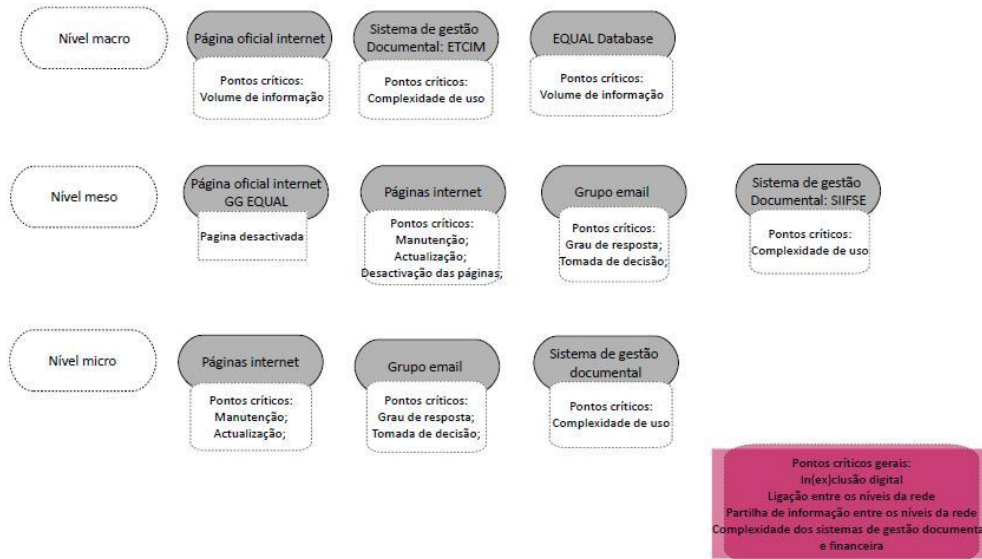 Nível macro
Página oficial internet
Pontos críticos:
Volume de informação
Sistema de gestão
Documental: ETCIM
Pontos críticos:
Complexidade de uso
EQUAL Database
Pontos críticos:
Volume de informação
Nível meso
Página oficial internet
GG EQUAL
Pagina desactivada
Páginas internet
Pontos críticos:
Manutenção;
Actualização;
Desactivação das páginas;
Grupo email
Pontos críticos:
Grau de resposta;
Tomada de decisão;
Sistema de gestão
Documental: SIIFSE
Pontos críticos:
Complexidade de uso
Nível micro
Páginas internet
Pontos críticos:
Manutenção;
Actualização;
Grupo email
Pontos críticos:
Grau de resposta;
Tomada de decisão;
Sistema de gestão
documental
Pontos críticos:
Complexidade de uso
Pontos críticos gerais:
In(ex)clusão digital
Ligação entre os níveis da rede
Partilha de informação entre os níveis da rede
Complexidade dos sistemas de gestão documenta
e financeira